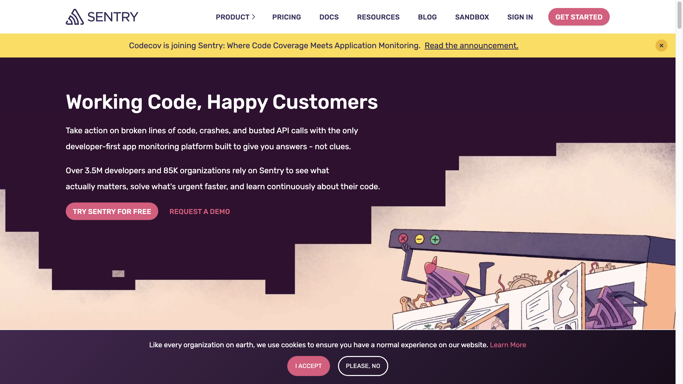 SENTRY PRODUCT PRICING DOCS RESOURCES BLOG SANDBOX SIGN IN GET STARTED
Codecov is joining Sentry: Where Code Coverage Meets Application Monitoring. Read the announcement.
Working Code, Happy Customers
Take action on broken lines of code, crashes, and busted API calls with the only
developer-first app monitoring platform built to give you answers - not clues.
Over 3.5M developers and 85K organizations rely on Sentry to see what
actually matters, solve what's urgent faster, and learn continuously about their code.
TRY SENTRY FOR FREE REQUEST A DEMO
Like every organization on earth, we use cookies to ensure you have a normal experience on our website. Learn More
I ACCEPT PLEASE, NO